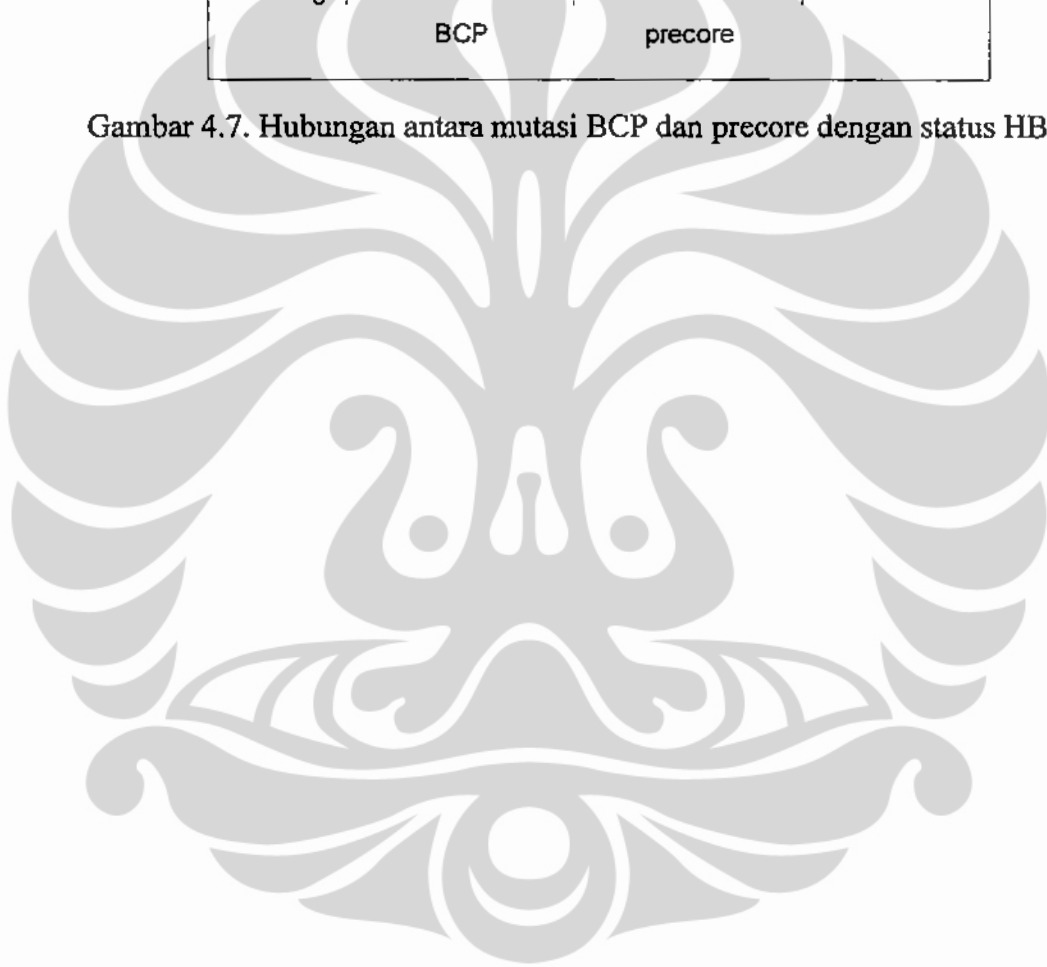 BCP precore
Gambar 4.7. Hubungan antara mutasi BCP dan precore dengan status HB